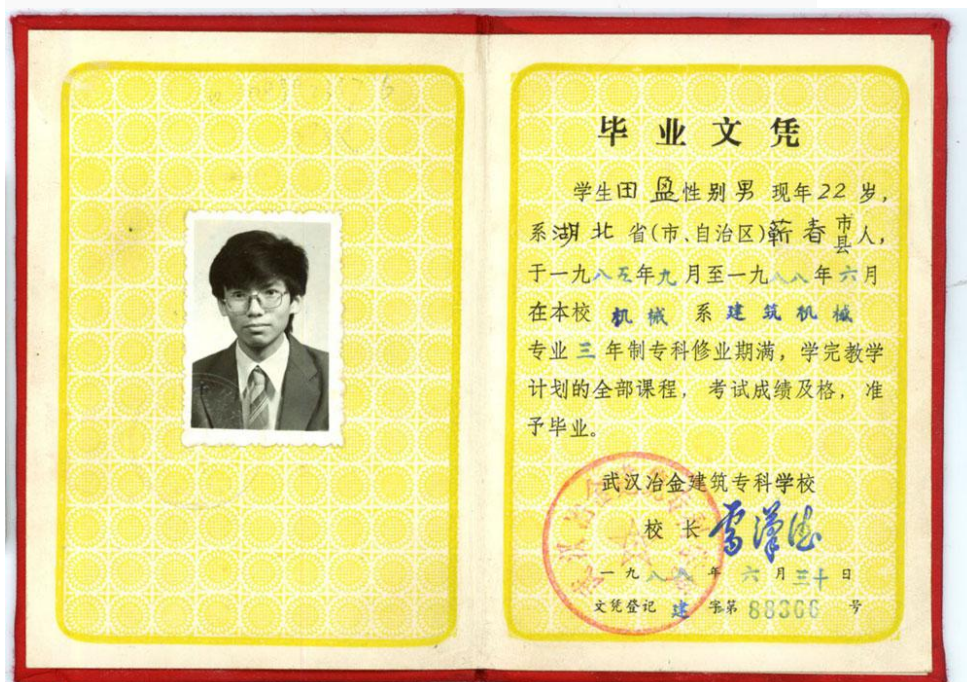 毕业文凭
学生田盈性别男现年22岁，
系湖北省(市、自治区)蕲春市县人，
于一九八五年九月至一九八八年六月
在本校机械系建筑机械
专业三年制专科修业期满，学完教学
计划的全部课程，考试成绩及格，准
予毕业。
武汉冶金建筑专科学校
校长
一九八八年六月三十日
文凭登记建字第88366号